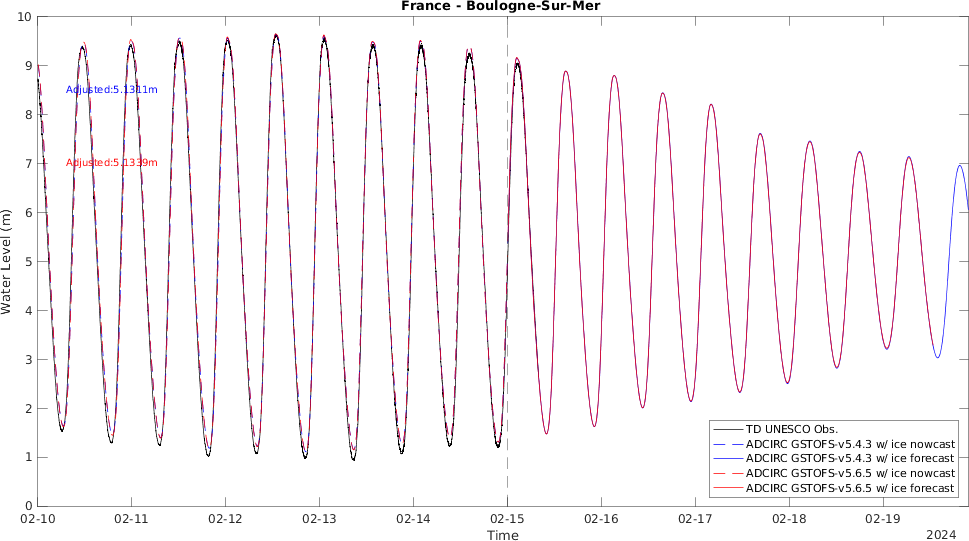 France - Boulogne-Sur-Mer
10
9
8
7
6
5
4
3
2
1
0
Water Level (m)
Adjusted:5.1311m
Adjusted:5.1339m
TD UNESCO Obs.
ADCIRC GSTOFS-v5.4.3 w/ ice nowcast
ADCIRC GSTOFS-v5.4.3 w/ ice forecast
ADCIRC GSTOFS-v5.6.5 w/ ice nowcast
ADCIRC GSTOFS-v5.6.5 w/ ice forecast
02-10 02-11 02-12 02-13 02-14 02-15 02-16 02-17 02-18 02-19
Time
2024